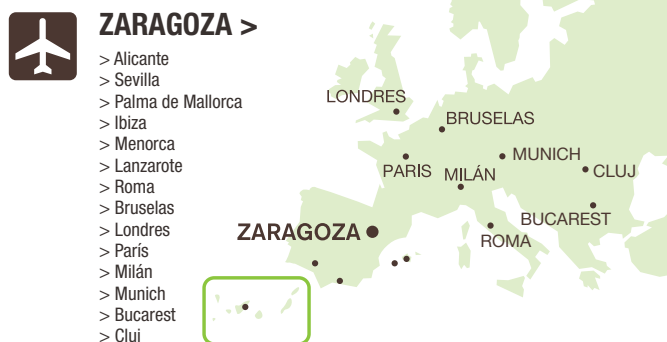 ZARAGOZA >
> Alicante
> Sevilla
> Palma de Mallorca
> Ibiza
> Menorca
> Lanzarote
> Roma
> Bruselas
> Londres
> París
> Milán
> Munich
> Bucarest
> Cluj
LONDRES
BRUSELAS
PARIS
MILÁN
MUNICH
CLUJ
BUCAREST
ROMA
ZARAGOZA